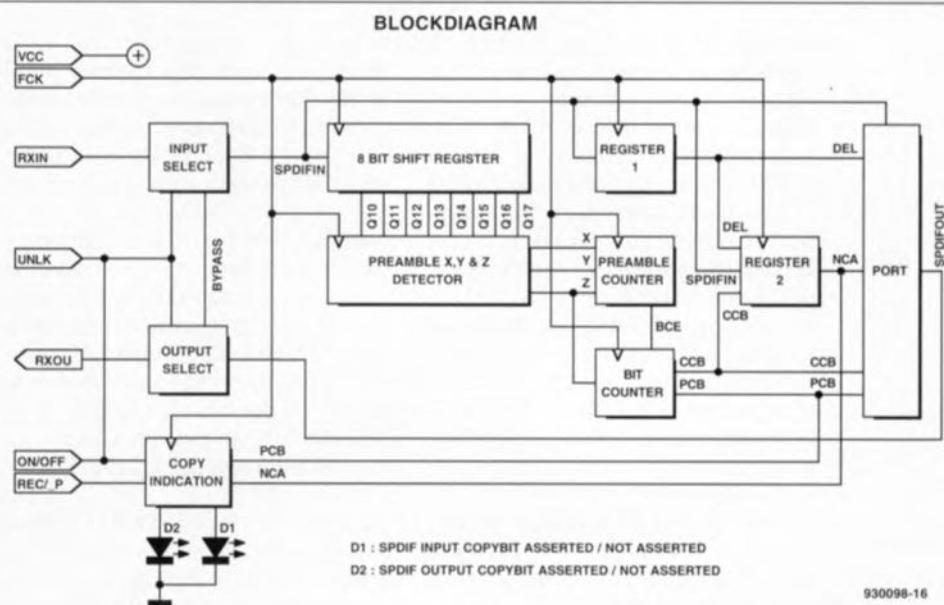 BLOCKDIAGRAM
VCC
FCK
RXIN
INPUT
SELECT
SPDIFIN
8 BIT SHIFT REGISTER
REGISTER
1
DEL
Q10
Q11
Q12
Q13
Q14
Q15
Q16
Q17
UNLK
BYPASS
PREAMBLE X,Y & Z
DETECTOR
X
Y
Z
PREAMBLE
COUNTER
DEL
SPDIFIN
REGISTER
2
CCB
NCA
PORT
SPDIFOUT
BCE
RXOU
OUTPUT
SELECT
BIT
COUNTER
CCB
PCB
CCB
PCB
ON/OFF
REC/_P
COPY
INDICATION
PCB
NCA
D2
D1
D1 : SPDIF INPUT COPYBIT ASSERTED / NOT ASSERTED
D2 : SPDIF OUTPUT COPYBIT ASSERTED / NOT ASSERTED
930098-16